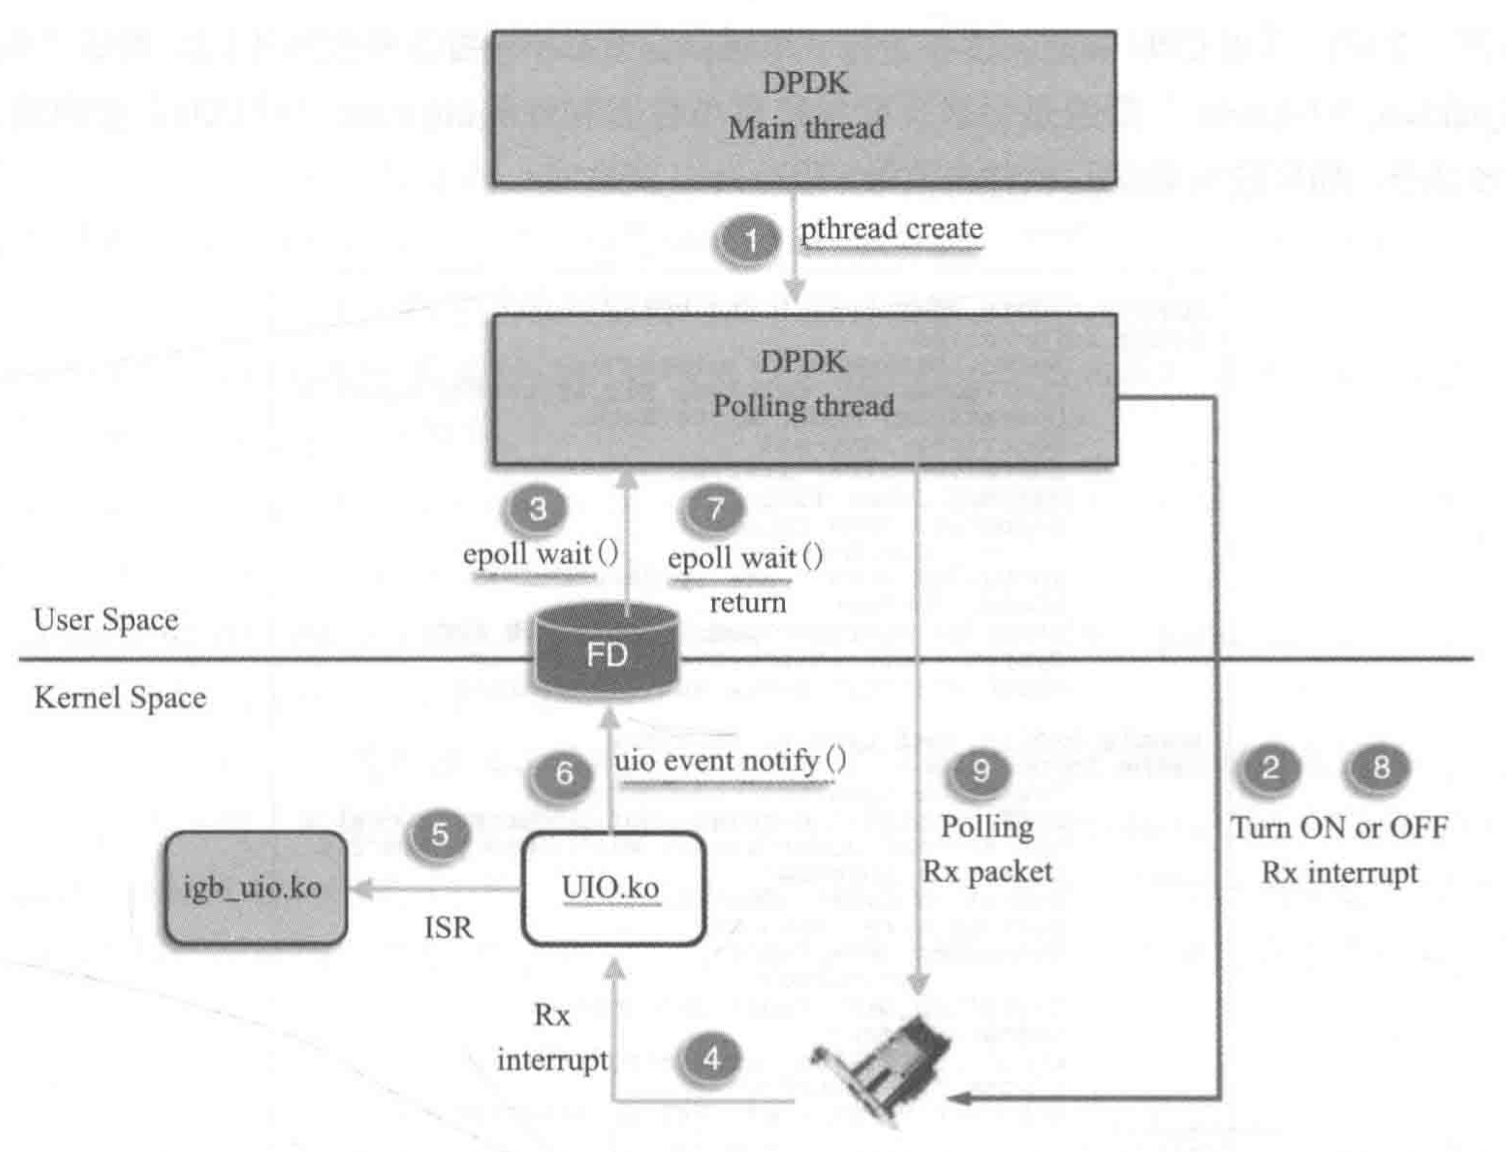 DPDK
Main thread
1
pthread create
DPDK
Polling thread
3
7
epoll wait()
epoll wait()
return
User Space
FD
Kernel Space
6
uio event notify()
9
2
8
Polling
Rx packet
Turn ON or OFF
Rx interrupt
5
igb_uio.ko
UIO.ko
ISR
Rx
interrupt
4